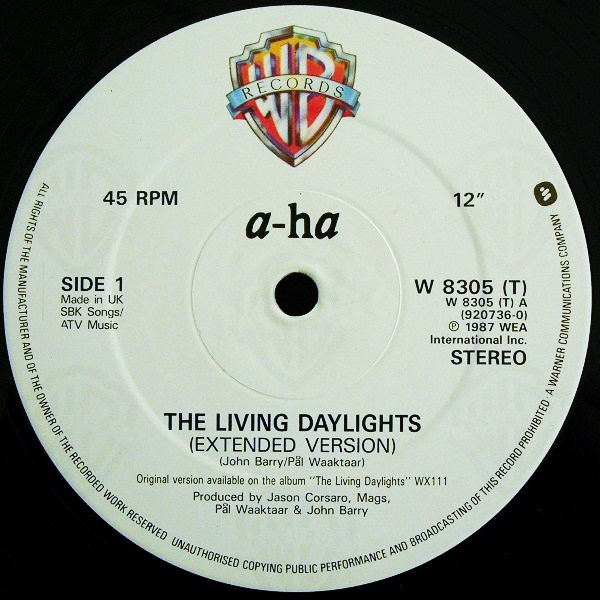 WB
RECORDS
45 RPM
12"
a-ha
SIDE 1
Made in UK
SBK Songs/
ATV Music
W 8305 (T)
W 8305 (T) A
(920736-0)
℗ 1987 WEA
International Inc.
STEREO
THE LIVING DAYLIGHTS
(EXTENDED VERSION)
(John Barry/Pål Waaktaar)
Original version available on the album "The Living Daylights" WX111
Produced by Jason Corsaro, Mags,
Pål Waaktaar & John Barry
ALL RIGHTS OF THE MANUFACTURER AND OF THE OWNER OF THE RECORDED WORK RESERVED UNAUTHORISED COPYING PUBLIC PERFORMANCE AND BROADCASTING OF THIS RECORD PROHIBITED A WARNER COMMUNICATIONS COMPANY